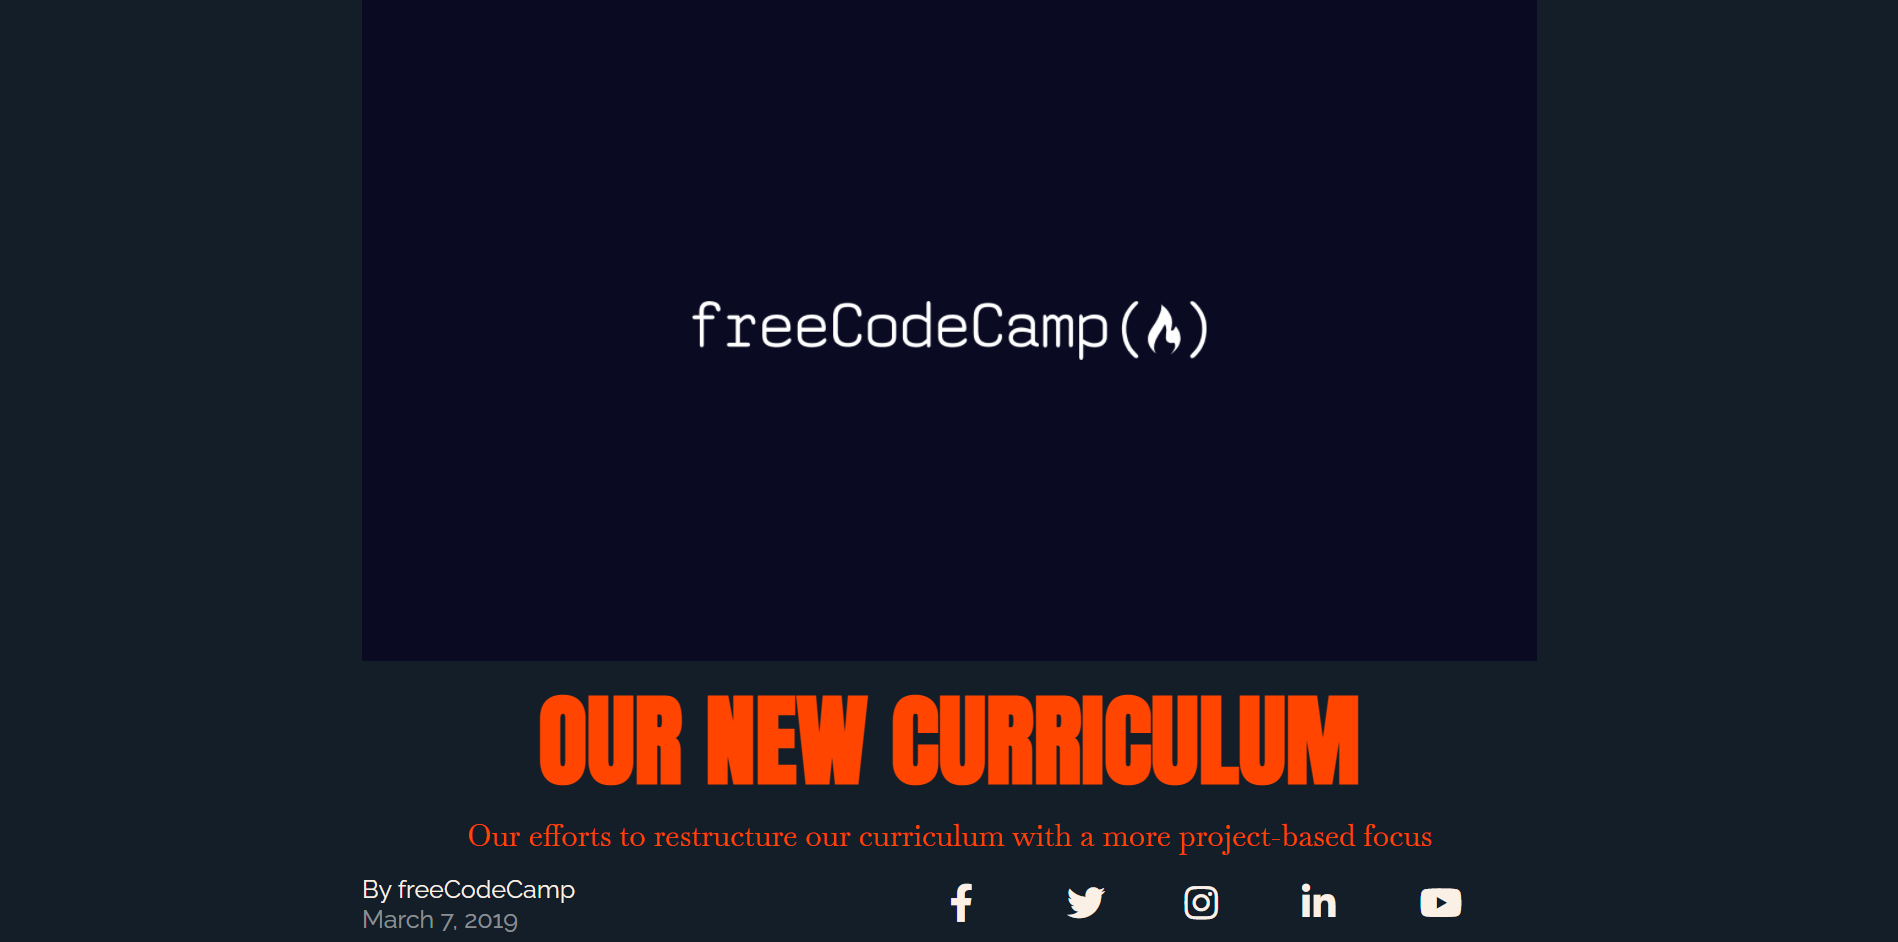 freeCodeCamp(🔥)
OUR NEW CURRICULUM
Our efforts to restructure our curriculum with a more project-based focus
By freeCodeCamp
March 7, 2019